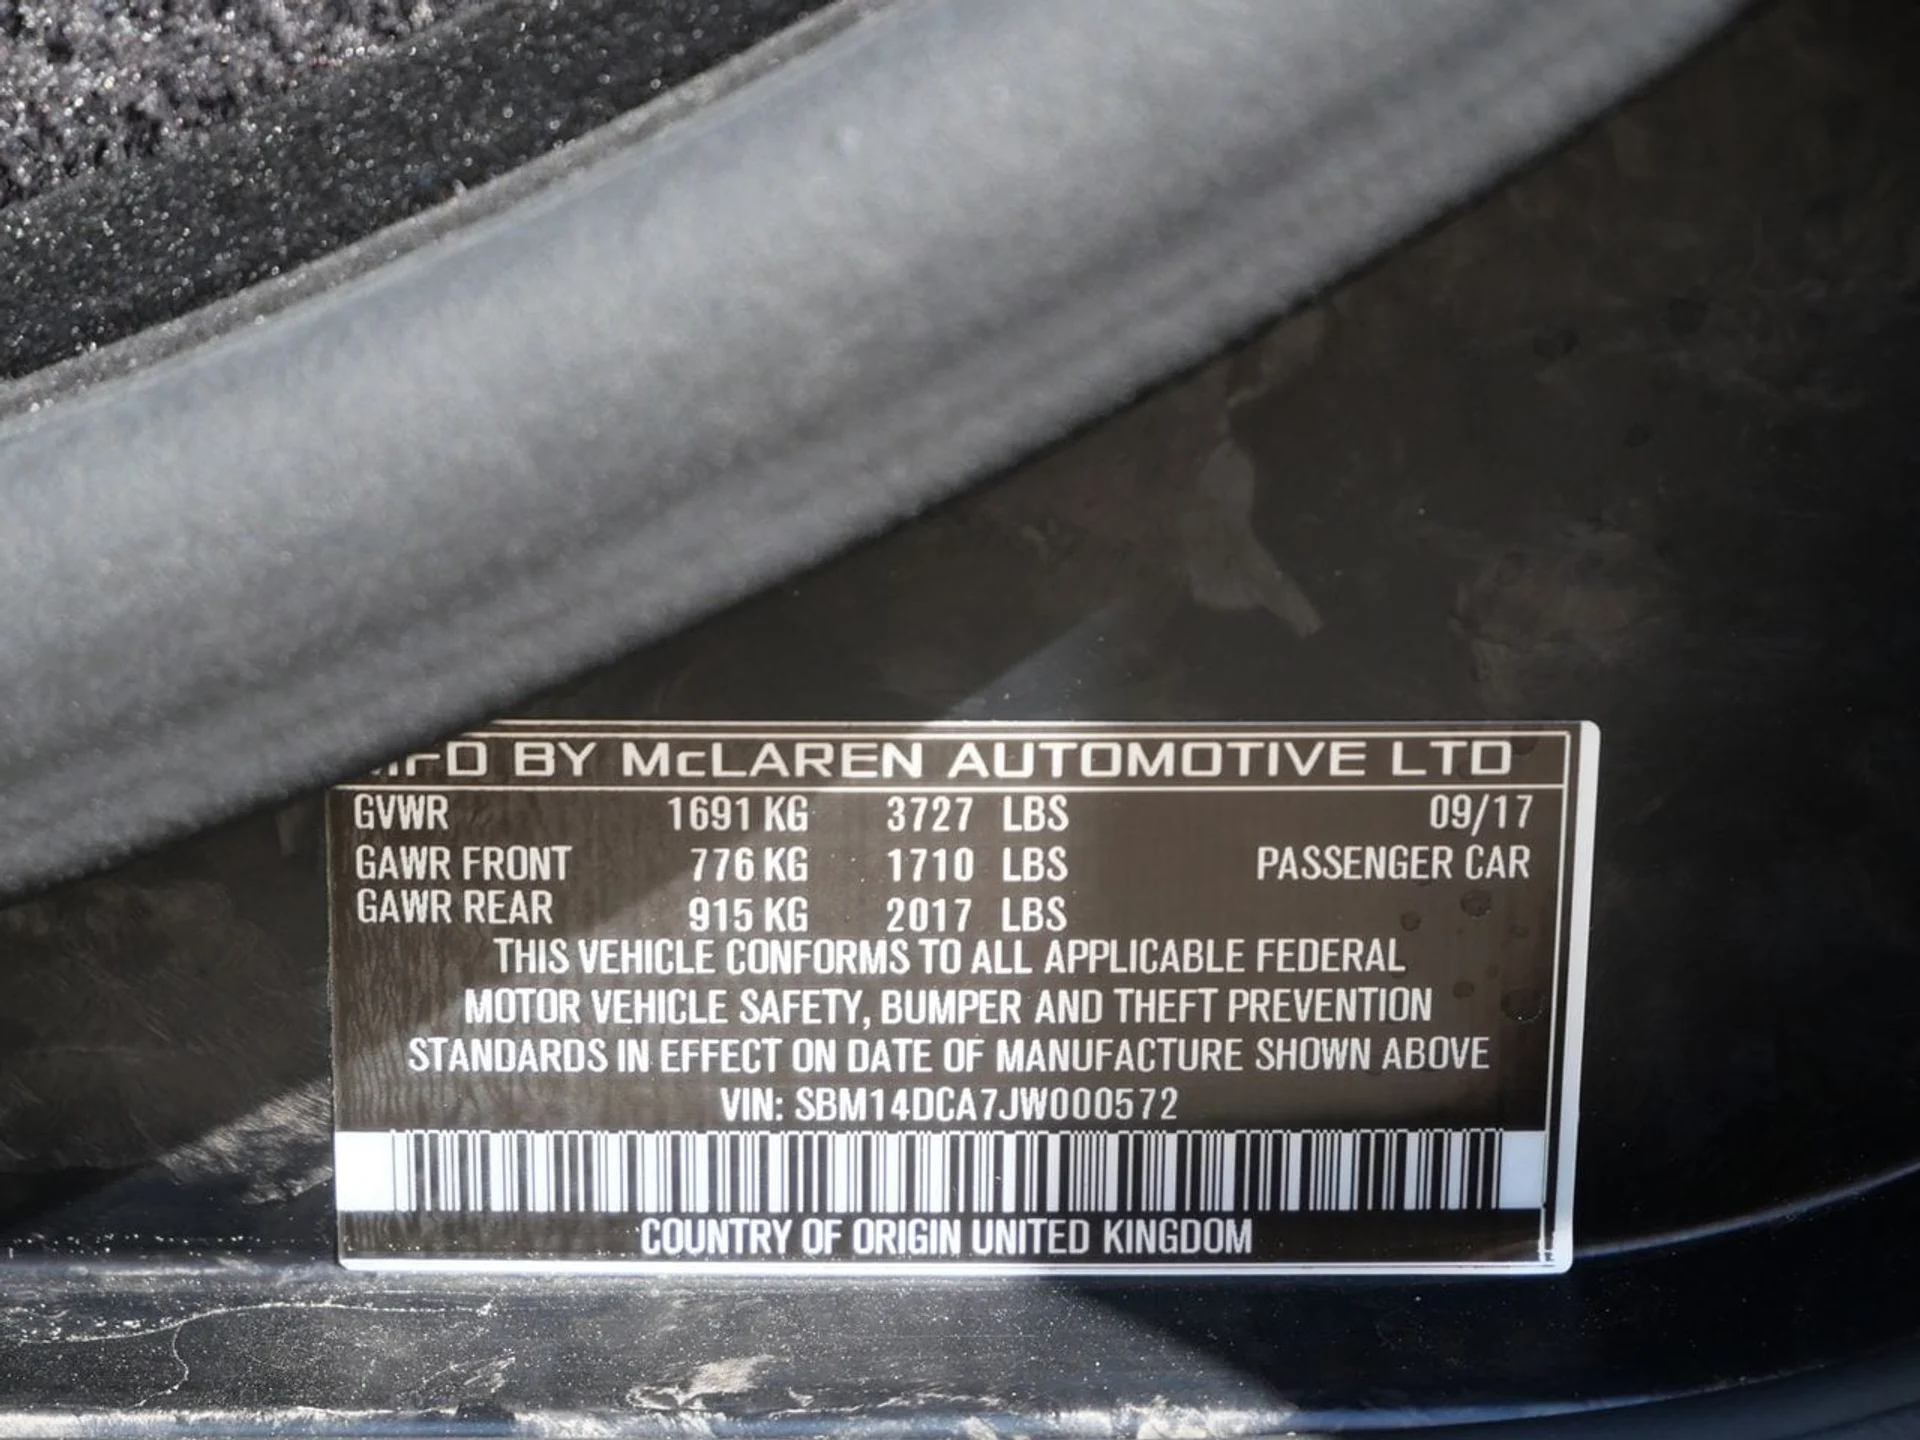 MFD BY McLAREN AUTOMOTIVE LTD
GVWR 1691 KG 3727 LBS 09/17
GAWR FRONT 776 KG 1710 LBS PASSENGER CAR
GAWR REAR 915 KG 2017 LBS
THIS VEHICLE CONFORMS TO ALL APPLICABLE FEDERAL
MOTOR VEHICLE SAFETY, BUMPER AND THEFT PREVENTION
STANDARDS IN EFFECT ON DATE OF MANUFACTURE SHOWN ABOVE
VIN: SBM14DCA7JW000572
COUNTRY OF ORIGIN UNITED KINGDOM